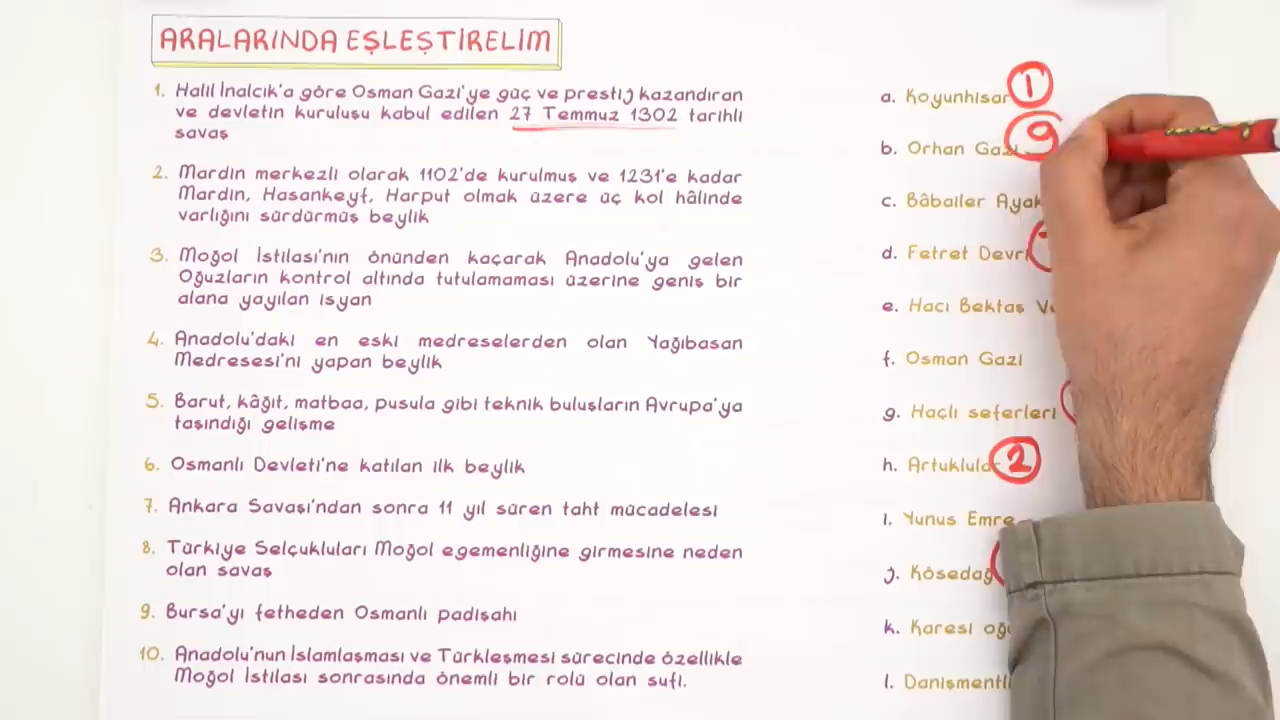 ARALARINDA EŞLEŞTİRELİM
1. Halil İnalcık'a göre Osman Gazi'ye güç ve prestij kazandıran
ve devletin kuruluşu kabul edilen 27 Temmuz 1302 tarihli
savaş
2. Mardin merkezli olarak 1102'de kurulmuş ve 1231'e kadar
Mardin, Hasankeyf, Harput olmak üzere üç kol hâlinde
varlığını sürdürmüş beylik
3. Moğol İstilası'nın önünden kaçarak Anadolu'ya gelen
Oğuzların kontrol altında tutulamaması üzerine geniş bir
alana yayılan isyan
4. Anadolu'daki en eski medreselerden olan Yağıbasan
Medresesi'ni yapan beylik
5. Barut, kâğıt, matbaa, pusula gibi teknik buluşların Avrupa'ya
taşındığı gelişme
6. Osmanlı Devleti'ne katılan ilk beylik
7. Ankara Savaşı'ndan sonra 11 yıl süren taht mücadelesi
8. Türkiye Selçukluları Moğol egemenliğine girmesine neden
olan savaş
9. Bursa'yı fetheden Osmanlı padişahı
10. Anadolu'nun İslamlaşması ve Türkleşmesi sürecinde özellikle
Moğol İstilası sonrasında önemli bir rolü olan sufi.
a. Koyunhisar 1
b. Orhan Gazi 9
c. Bâbailer
d. Fetret Devri
e. Hacı Bektaş
f. Osman Gazi
g. Haçlı seferleri
h. Artuklular 2
ı. Yunus Emre
j. Kösedağ
k. Karesi
l.